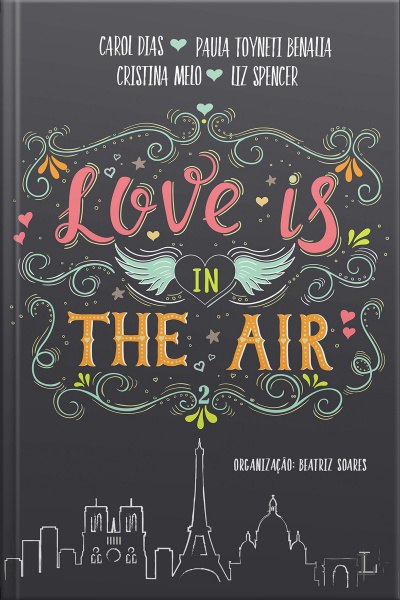 CAROL DIAS PAULA TOYNETI BENALIA
CRISTINA MELO LIZ SPENCER
LOVE is
IN
THE AIR
2
ORGANIZAÇÃO: BEATRIZ SOARES
L